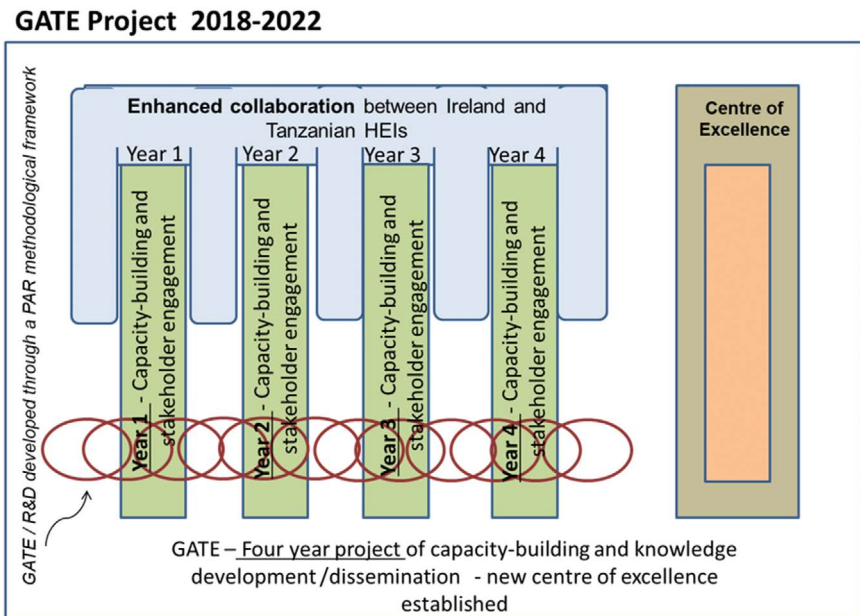 GATE Project 2018-2022
GATE / R&D developed through a PAR methodological framework
Enhanced collaboration between Ireland and
Tanzanian HEIs
Year 1
Year 2
Year 3
Year 4
Year 1 - Capacity-building and
stakeholder engagement
Year 2 - Capacity-building and
stakeholder engagement
Year 3 - Capacity-building and
stakeholder engagement
Year 4 - Capacity-building and
stakeholder engagement
Centre of
Excellence
GATE – Four year project of capacity-building and knowledge
development /dissemination - new centre of excellence
established